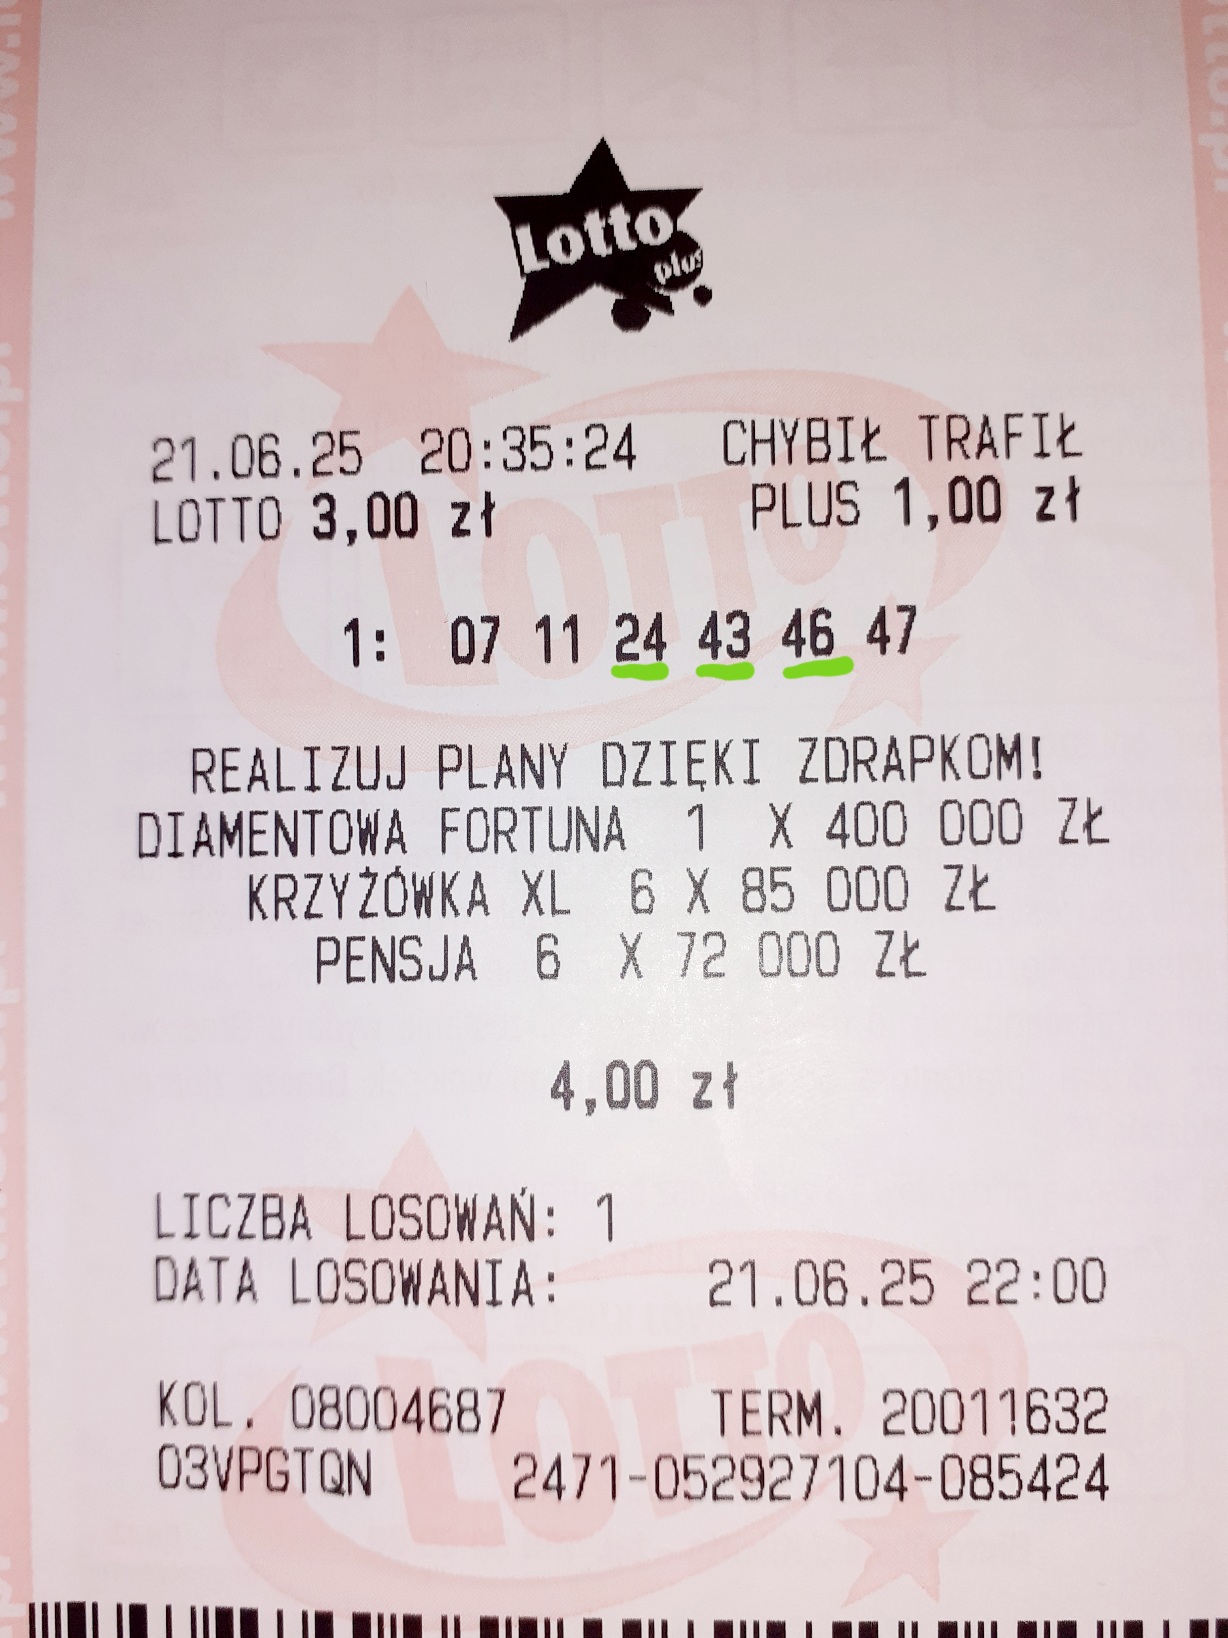 Lotto
plus
21.06.25 20:35:24 CHYBIŁ TRAFIŁ
LOTTO 3,00 zł PLUS 1,00 zł
1: 07 11 24 43 46 47
REALIZUJ PLANY DZIĘKI ZDRAPKOM!
DIAMENTOWA FORTUNA 1 X 400 000 ZŁ
KRZYŻÓWKA XL 6 X 85 000 ZŁ
PENSJA 6 X 72 000 ZŁ
4,00 zł
LICZBA LOSOWAŃ: 1
DATA LOSOWANIA: 21.06.25 22:00
KOL. 08004687 TERM. 20011632
03VPGTQN 2471-052927104-085424
LOTTO
LOTTO